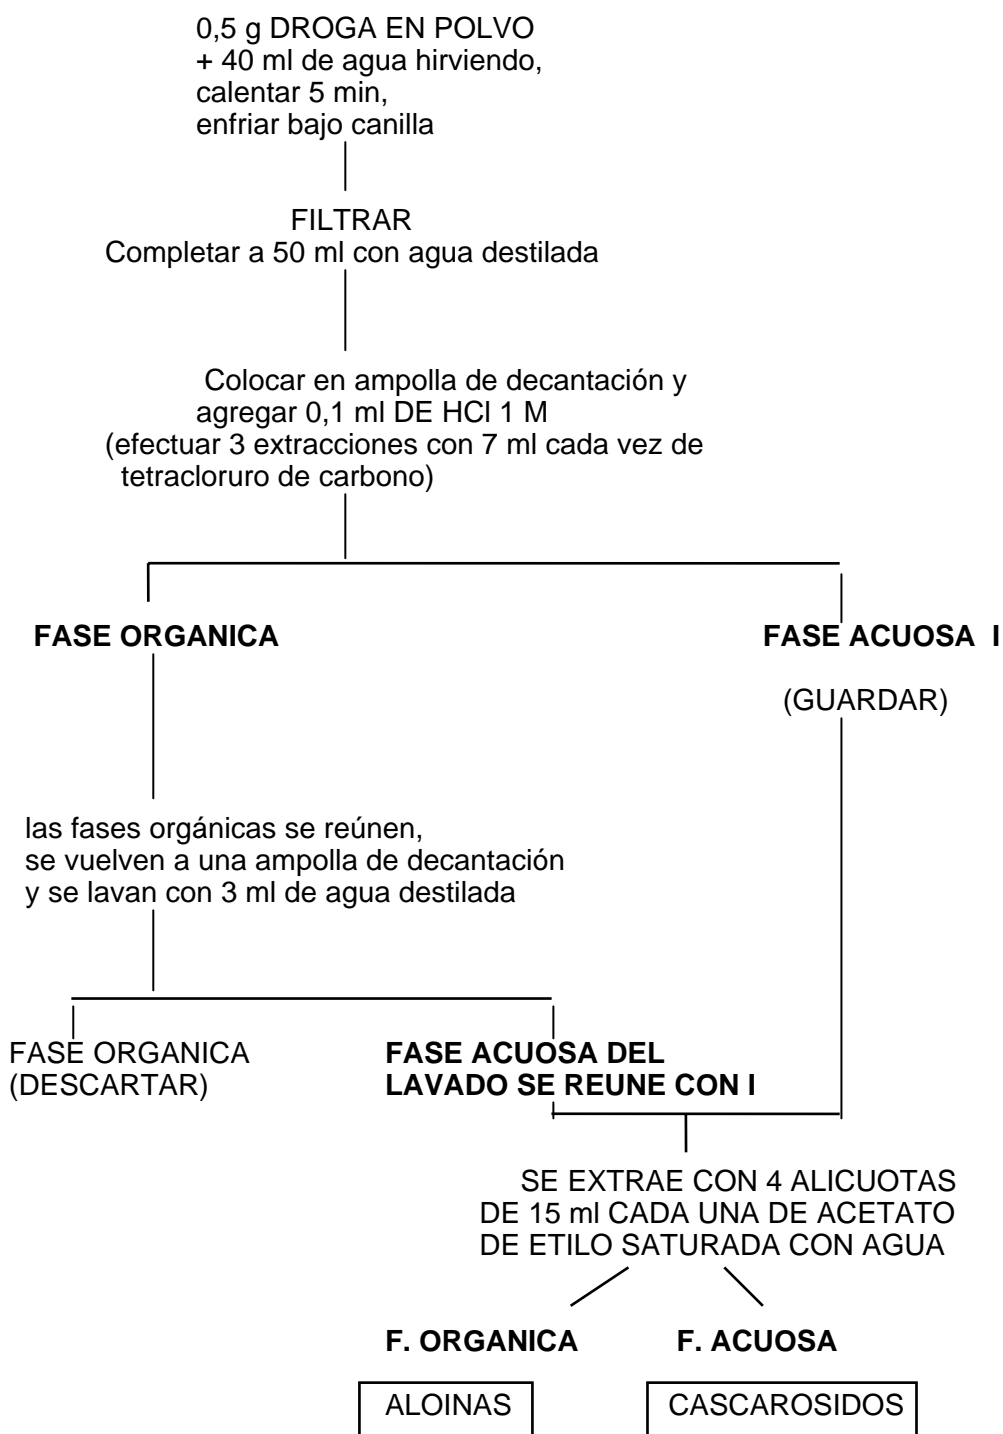 0,5 g DROGA EN POLVO
+ 40 ml de agua hirviendo,
calentar 5 min,
enfriar bajo canilla
FILTRAR
Completar a 50 ml con agua destilada
Colocar en ampolla de decantación y
agregar 0,1 ml DE HCl 1 M
(efectuar 3 extracciones con 7 ml cada vez de
tetracloruro de carbono)
FASE ORGANICA
FASE ACUOSA I
(GUARDAR)
las fases orgánicas se reúnen,
se vuelven a una ampolla de decantación
y se lavan con 3 ml de agua destilada
FASE ORGANICA
(DESCARTAR)
FASE ACUOSA DEL
LAVADO SE REUNE CON I
SE EXTRAE CON 4 ALICUOTAS
DE 15 ml CADA UNA DE ACETATO
DE ETILO SATURADA CON AGUA
F. ORGANICA
F. ACUOSA
ALOINAS
CASCAROSIDOS